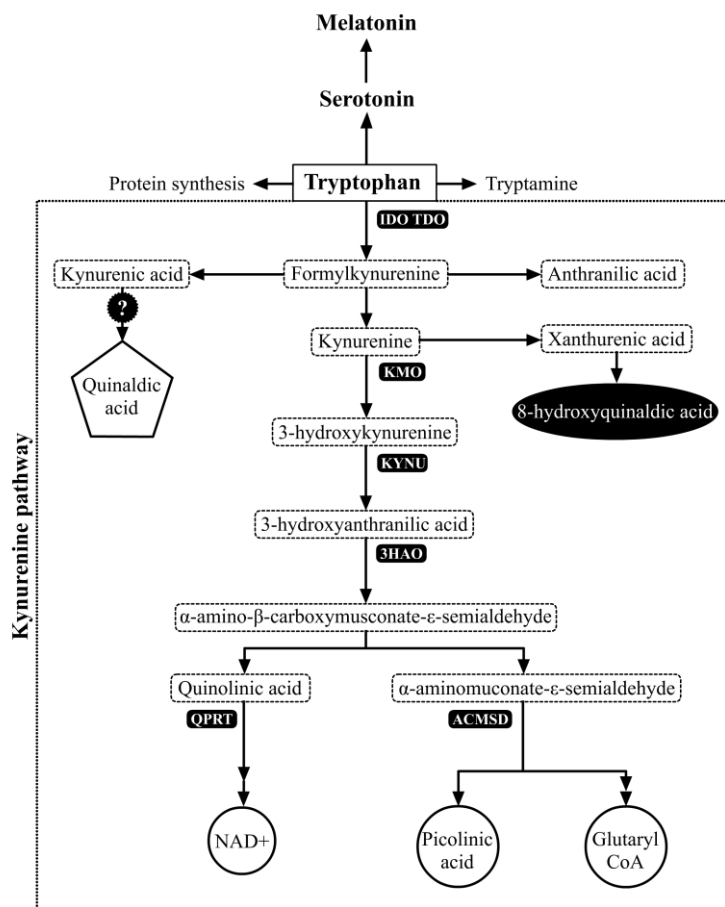 Melatonin
Serotonin
Protein synthesis
Tryptophan
Tryptamine
IDO TDO
Kynurenic acid
Formylkynurenine
Anthranilic acid
?
Kynurenine
Xanthurenic acid
Quinaldic
acid
KMO
8-hydroxyquinaldic acid
3-hydroxykynurenine
KYNU
3-hydroxyanthranilic acid
3HAO
α-amino-β-carboxymusconate-ε-semialdehyde
Quinolinic acid
α-aminomuconate-ε-semialdehyde
QPRT
ACMSD
NAD+
Picolinic
acid
Glutaryl
CoA
Kynurenine pathway